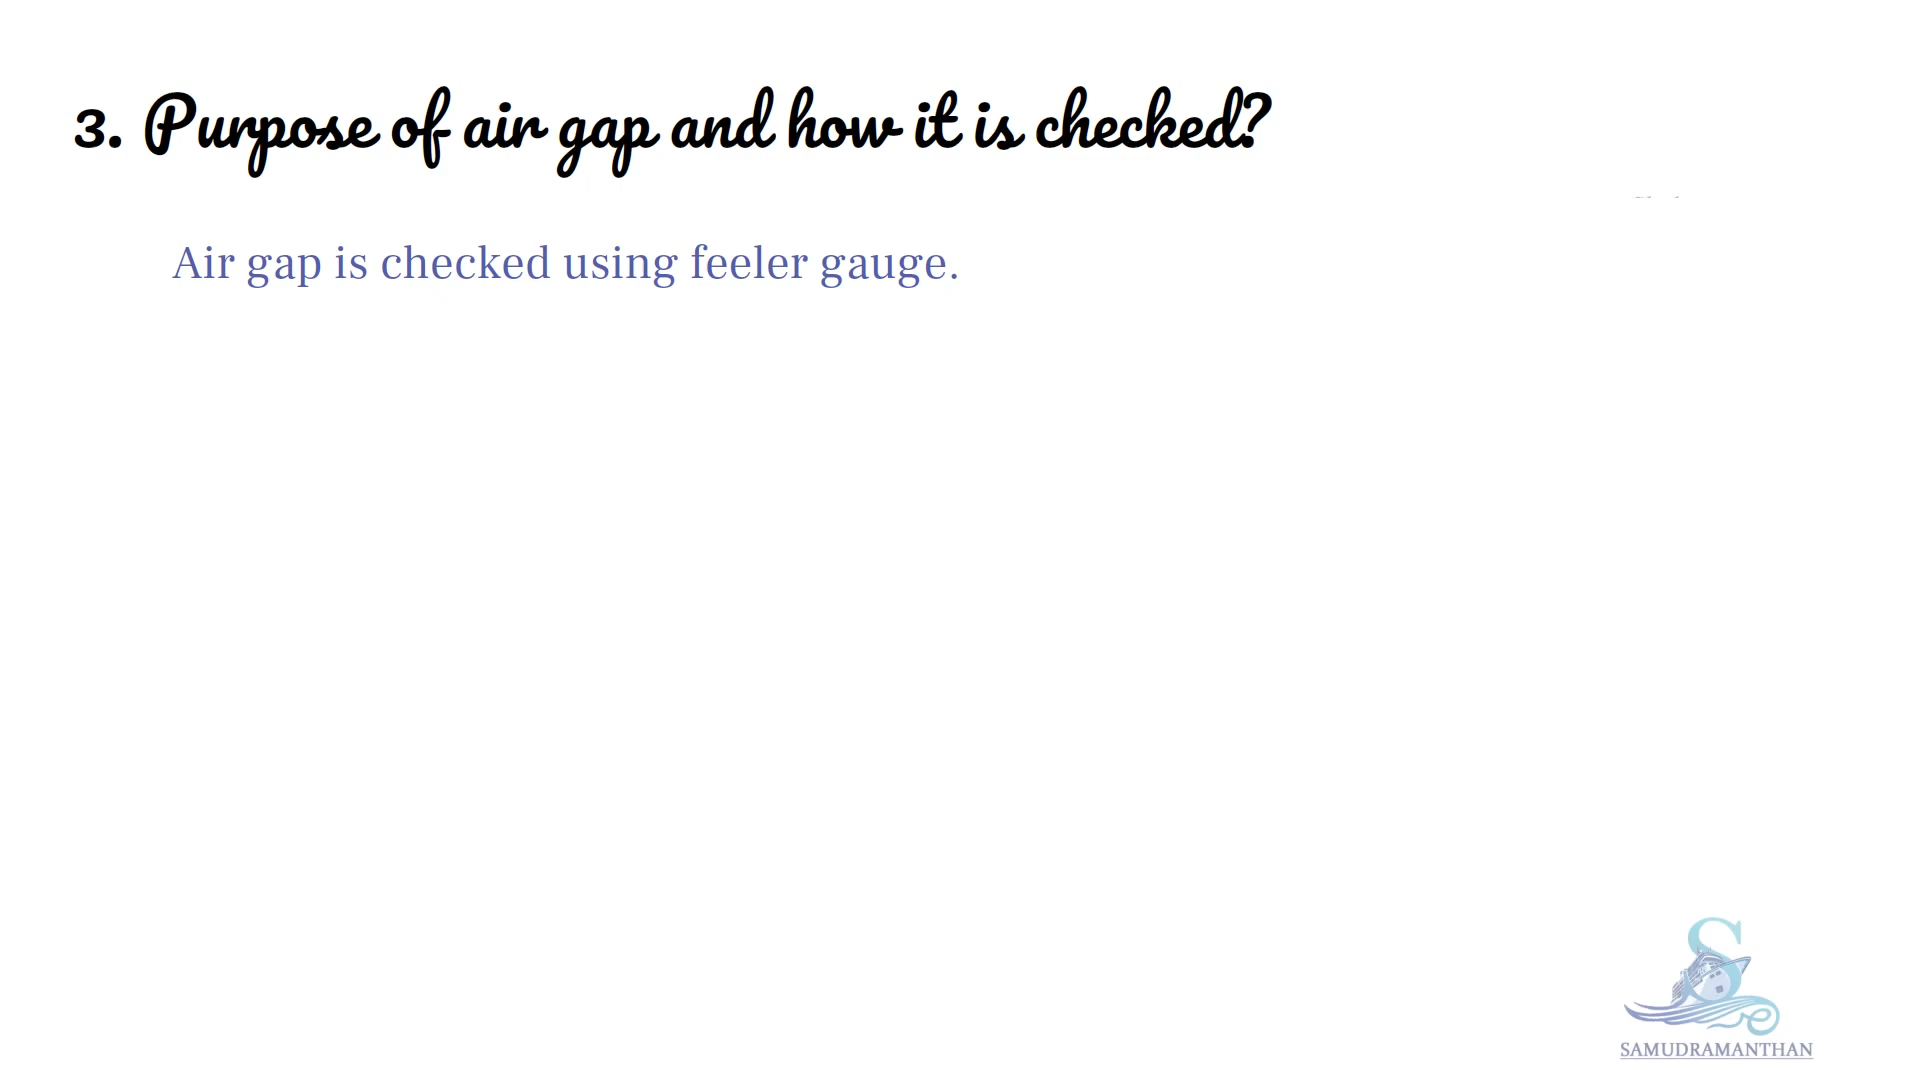 3. Purpose of air gap and how it is checked?
Air gap is checked using feeler gauge.
SAMUDRAMANTHAN